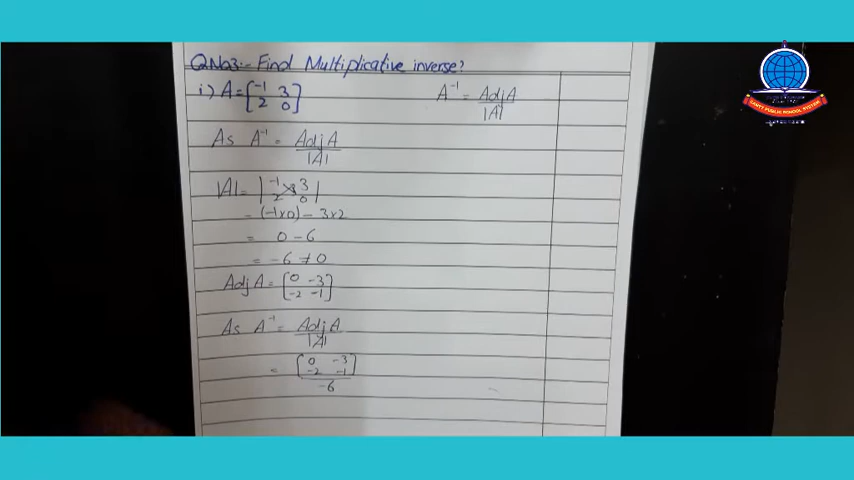 Q.No3:- Find Multiplicative inverse?
i) A = [-1 3
2 0]
A⁻¹ = Adj A
|A|
As A⁻¹ = Adj A
|A|
|A| = | -1 3
2 0 |
= (-1×0) - 3×2
= 0 - 6
= -6 ≠ 0
Adj A = [0 -3
-2 -1]
As A⁻¹ = Adj A
|A|
= [0 -3
-2 -1]
-6